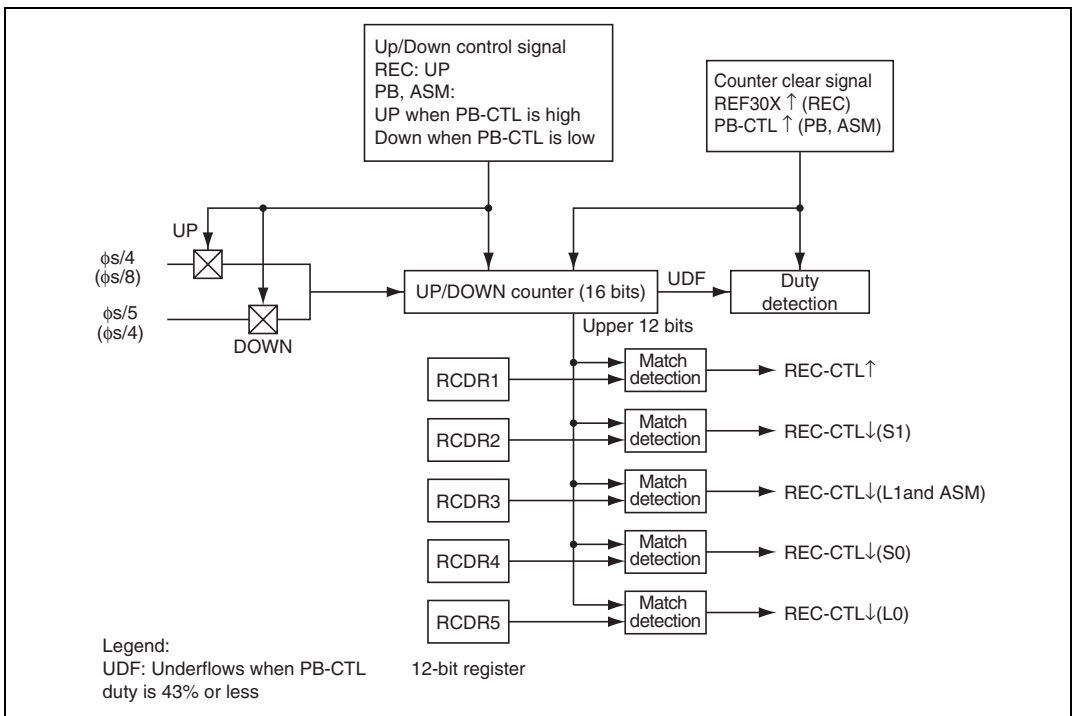 Up/Down control signal
REC: UP
PB, ASM:
UP when PB-CTL is high
Down when PB-CTL is low
Counter clear signal
REF30X ↑ (REC)
PB-CTL ↑ (PB, ASM)
UP
ϕs/4
(ϕs/8)
ϕs/5
(ϕs/4)
DOWN
UP/DOWN counter (16 bits)
UDF
Duty
detection
Upper 12 bits
RCDR1
Match
detection
REC-CTL↑
RCDR2
Match
detection
REC-CTL↓(S1)
RCDR3
Match
detection
REC-CTL↓(L1and ASM)
RCDR4
Match
detection
REC-CTL↓(S0)
RCDR5
Match
detection
REC-CTL↓(L0)
Legend:
UDF: Underflows when PB-CTL
duty is 43% or less
12-bit register